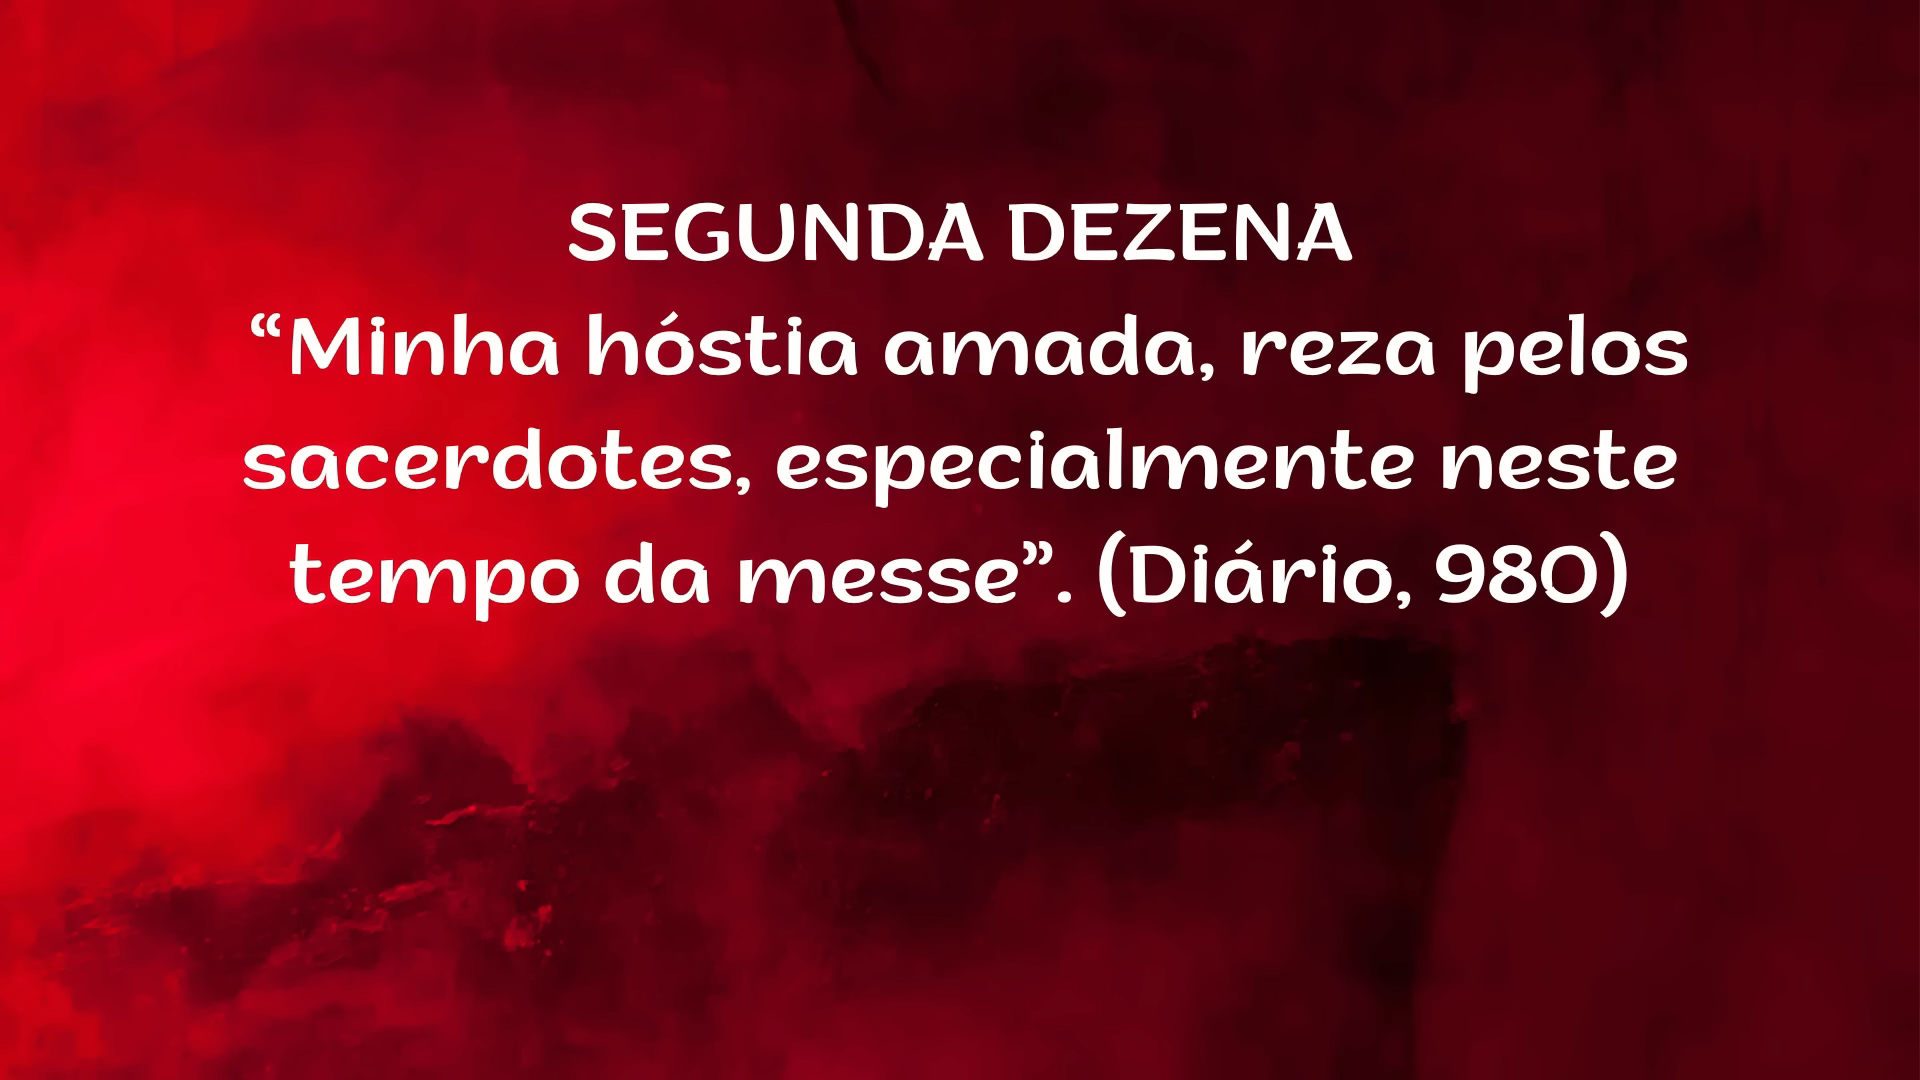 SEGUNDA DEZENA
“Minha hóstia amada, reza pelos
sacerdotes, especialmente neste
tempo da messe”. (Diário, 980)